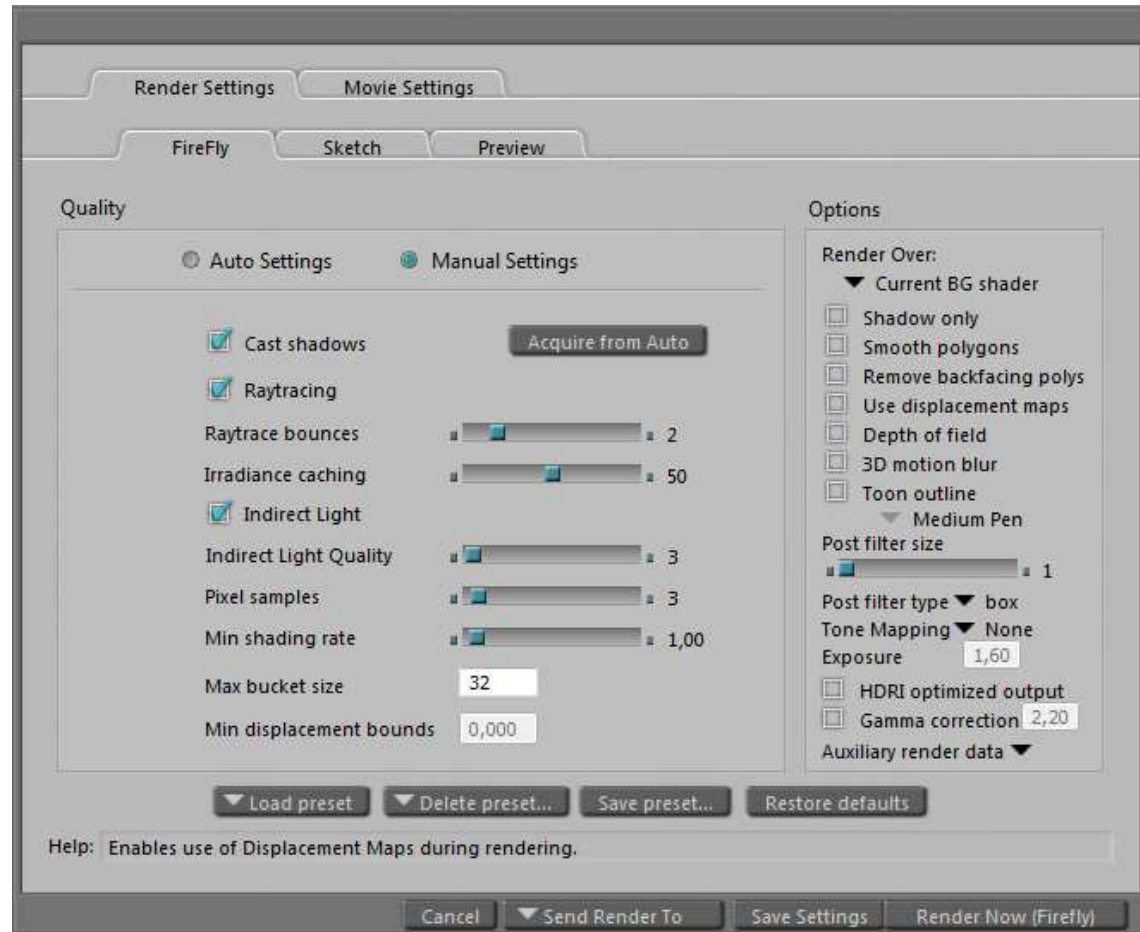 Render Settings
Movie Settings
FireFly
Sketch
Preview
Quality
Auto Settings
Manual Settings
Cast shadows
Acquire from Auto
Raytracing
Raytrace bounces 2
Irradiance caching 50
Indirect Light
Indirect Light Quality 3
Pixel samples 3
Min shading rate 1,00
Max bucket size 32
Min displacement bounds 0,000
Options
Render Over:
Current BG shader
Shadow only
Smooth polygons
Remove backfacing polys
Use displacement maps
Depth of field
3D motion blur
Toon outline
Medium Pen
Post filter size
1
Post filter type box
Tone Mapping None
Exposure 1,60
HDRI optimized output
Gamma correction 2,20
Auxiliary render data
Load preset
Delete preset...
Save preset...
Restore defaults
Help: Enables use of Displacement Maps during rendering.
Cancel
Send Render To
Save Settings
Render Now (Firefly)